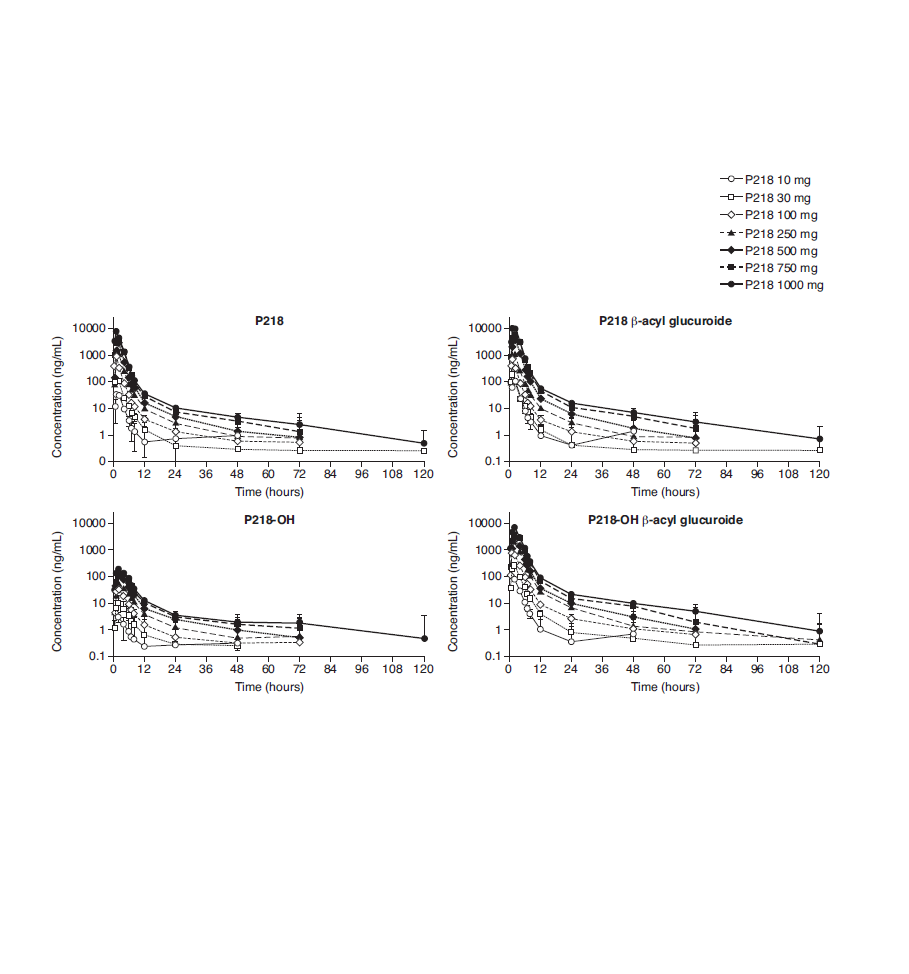 P218 10 mg
P218 30 mg
P218 100 mg
P218 250 mg
P218 500 mg
P218 750 mg
P218 1000 mg
P218
Concentration (ng/mL)
10000
1000
100
10
1
0
0 12 24 36 48 60 72 84 96 108 120
Time (hours)
P218 β-acyl glucuroide
Concentration (ng/mL)
10000
1000
100
10
1
0.1
0 12 24 36 48 60 72 84 96 108 120
Time (hours)
P218-OH
Concentration (ng/mL)
10000
1000
100
10
1
0.1
0 12 24 36 48 60 72 84 96 108 120
Time (hours)
P218-OH β-acyl glucuroide
Concentration (ng/mL)
10000
1000
100
10
1
0.1
0 12 24 36 48 60 72 84 96 108 120
Time (hours)